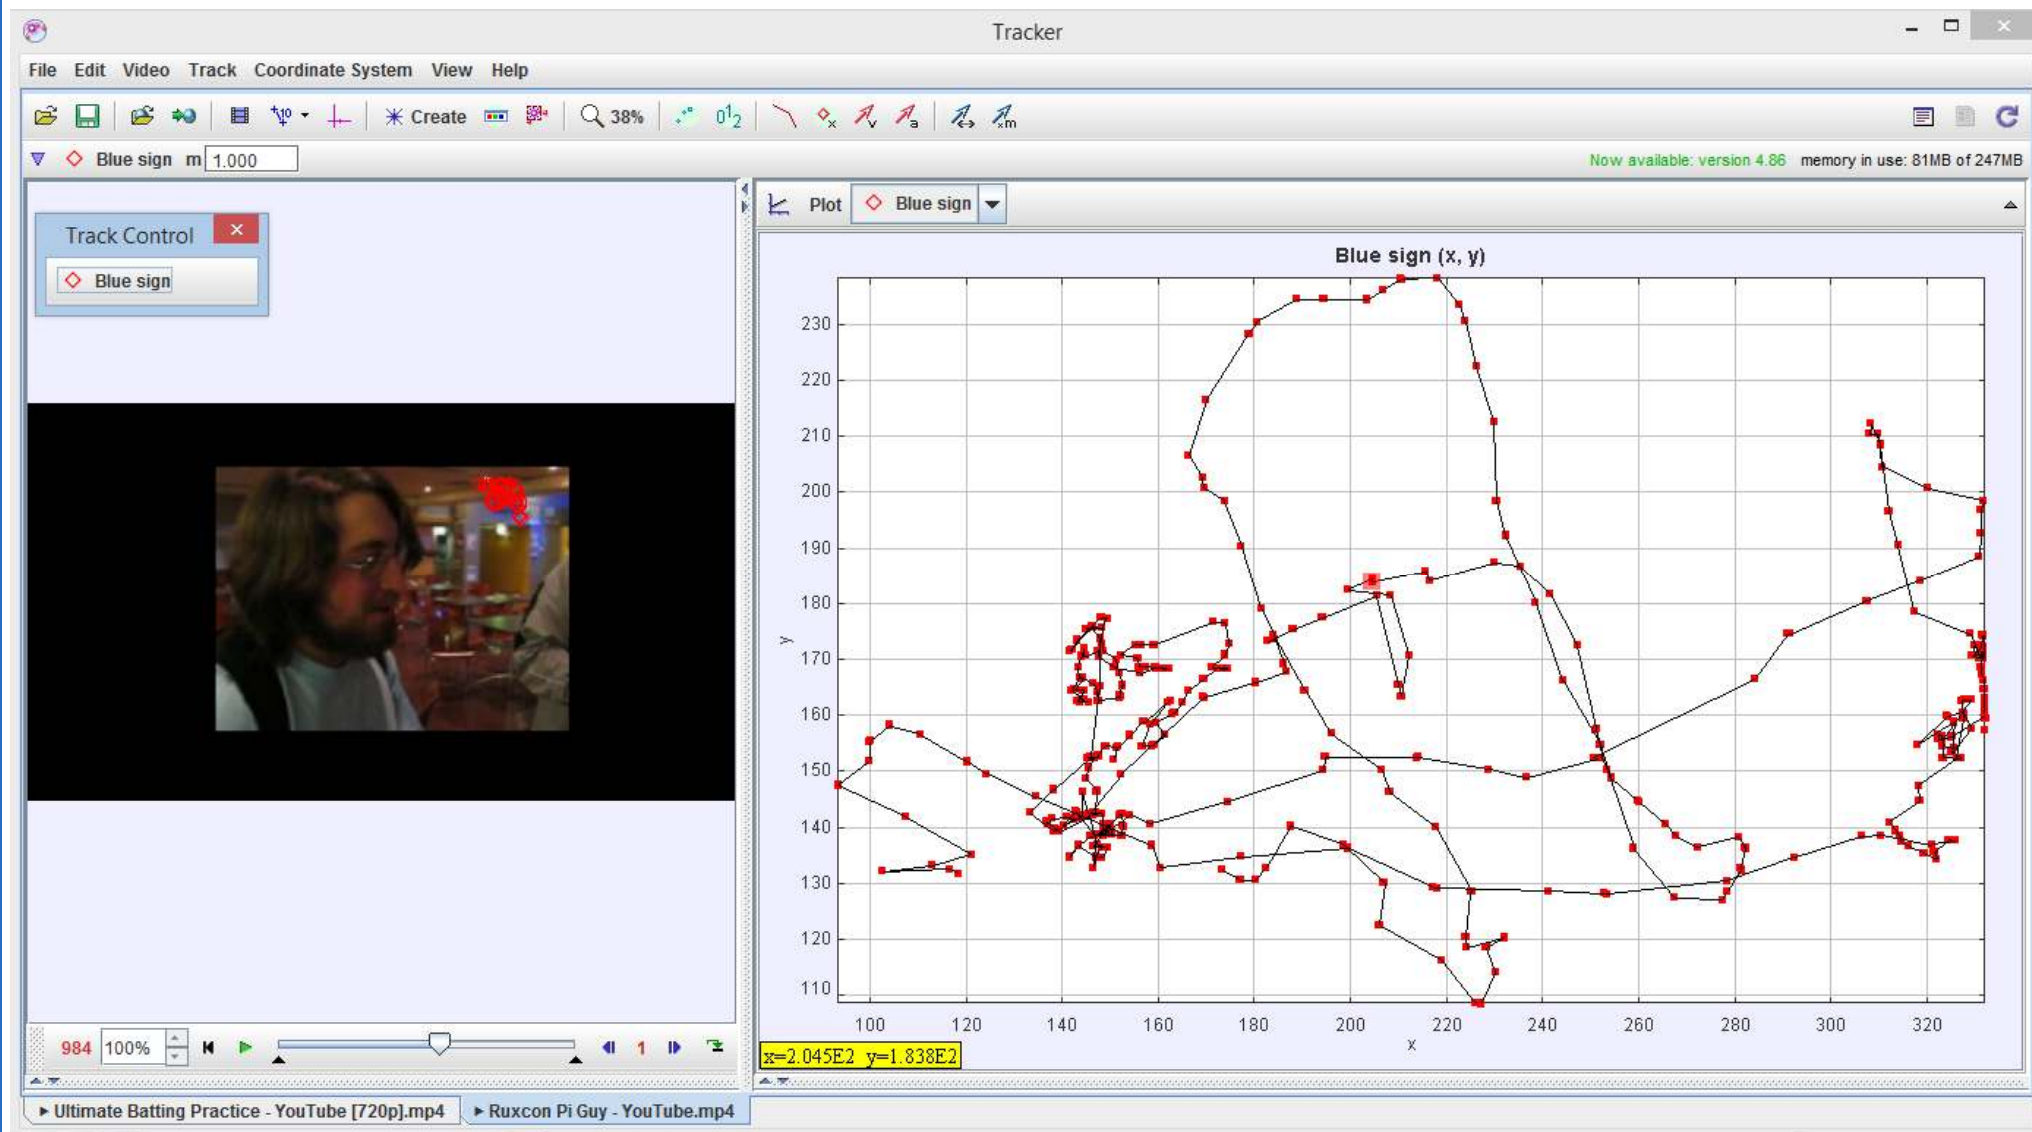 Tracker
File Edit Video Track Coordinate System View Help
Create 38% 0¹2 x v a xm
Blue sign m 1.000 Now available: version 4.86 memory in use: 81MB of 247MB
Plot Blue sign
Track Control
Blue sign
Blue sign (x, y)
230
220
210
200
190
180
170
160
150
140
130
120
110
y
100 120 140 160 180 200 220 240 260 280 300 320
x
984 100% 1
x=2.045E2 y=1.838E2
Ultimate Batting Practice - YouTube [720p].mp4 Ruxcon Pi Guy - YouTube.mp4